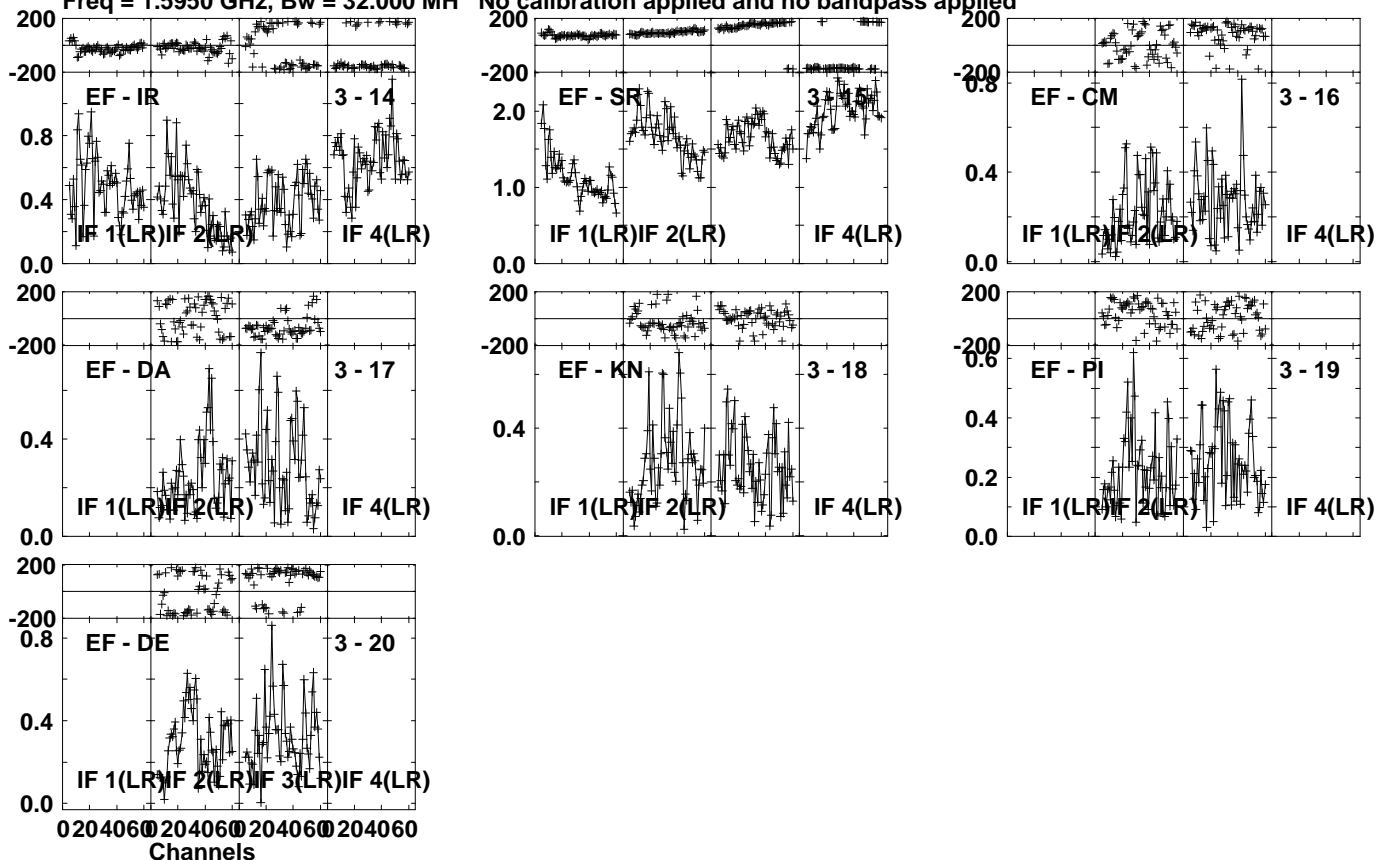 Freq = 1.5950 GHz, Bw = 32.000 MH No calibration applied and no bandpass applied
200
-200
EF - IR 3 - 14
0.8
0.4
0.0
IF 1(LR) IF 2(LR) IF 4(LR)
200
-200
EF - SR 3 - 15
2.0
1.0
0.0
IF 1(LR) IF 2(LR) IF 4(LR)
200
-200
0.8
EF - CM 3 - 16
0.4
0.0
IF 1(LR) IF 2(LR) IF 4(LR)
200
-200
EF - DA 3 - 17
0.4
0.0
IF 1(LR) IF 2(LR) IF 4(LR)
200
-200
EF - KN 3 - 18
0.4
0.0
IF 1(LR) IF 2(LR) IF 4(LR)
200
-200
0.6
EF - PI 3 - 19
0.4
0.2
0.0
IF 1(LR) IF 2(LR) IF 4(LR)
200
-200
0.8
EF - DE 3 - 20
0.4
0.0
IF 1(LR) IF 2(LR) IF 3(LR) IF 4(LR)
0 20 40 60 0 20 40 60 0 20 40 60 0 20 40 60
Channels